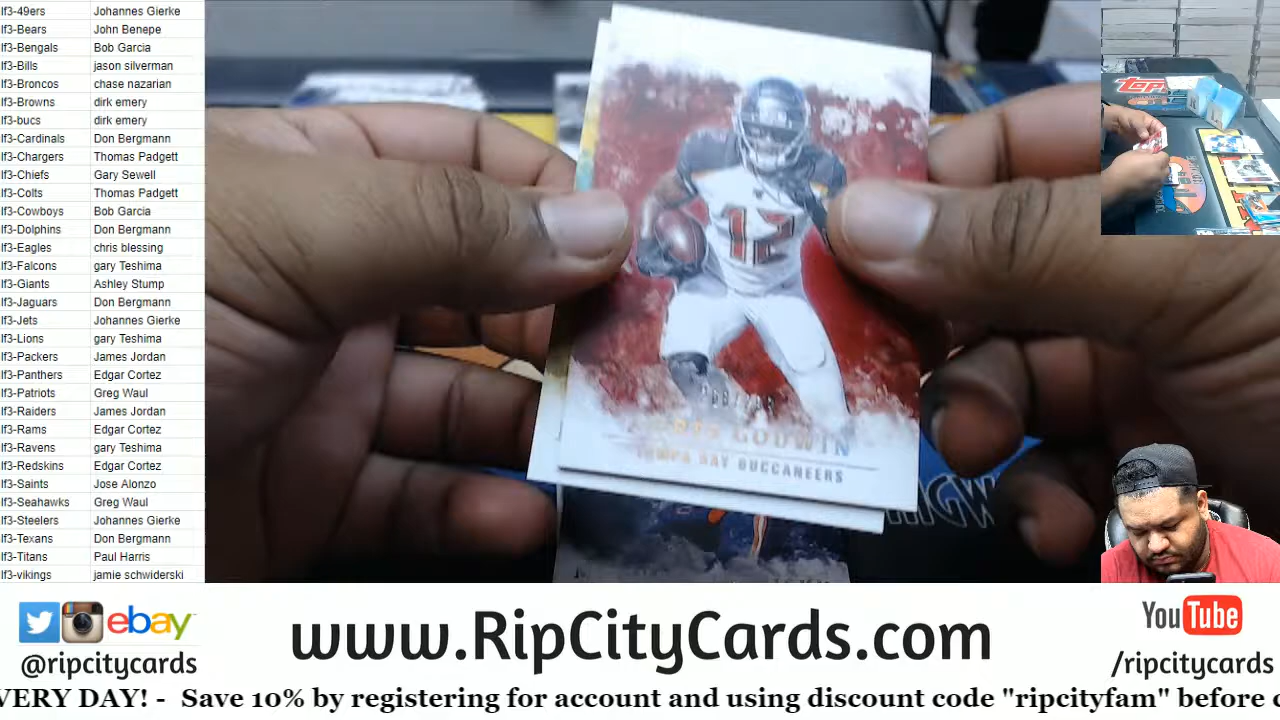 lf3-49ers Johannes Gierke
lf3-Bears John Benepe
lf3-Bengals Bob Garcia
lf3-Bills jason silverman
lf3-Broncos chase nazarian
lf3-Browns dirk emery
lf3-bucs dirk emery
lf3-Cardinals Don Bergmann
lf3-Chargers Thomas Padgett
lf3-Chiefs Gary Sewell
lf3-Colts Thomas Padgett
lf3-Cowboys Bob Garcia
lf3-Dolphins Don Bergmann
lf3-Eagles chris blessing
lf3-Falcons gary Teshima
lf3-Giants Ashley Stump
lf3-Jaguars Don Bergmann
lf3-Jets Johannes Gierke
lf3-Lions gary Teshima
lf3-Packers James Jordan
lf3-Panthers Edgar Cortez
lf3-Patriots Greg Waul
lf3-Raiders James Jordan
lf3-Rams Edgar Cortez
lf3-Ravens gary Teshima
lf3-Redskins Edgar Cortez
lf3-Saints Jose Alonzo
lf3-Seahawks Greg Waul
lf3-Steelers Johannes Gierke
lf3-Texans Don Bergmann
lf3-Titans Paul Harris
lf3-vikings jamie schwiderski
12
GODWIN
TAMPA BAY BUCCANEERS
Topps
ebay
@ripcitycards
www.RipCityCards.com
YouTube
/ripcitycards
VERY DAY! - Save 10% by registering for account and using discount code "ripcityfam" before